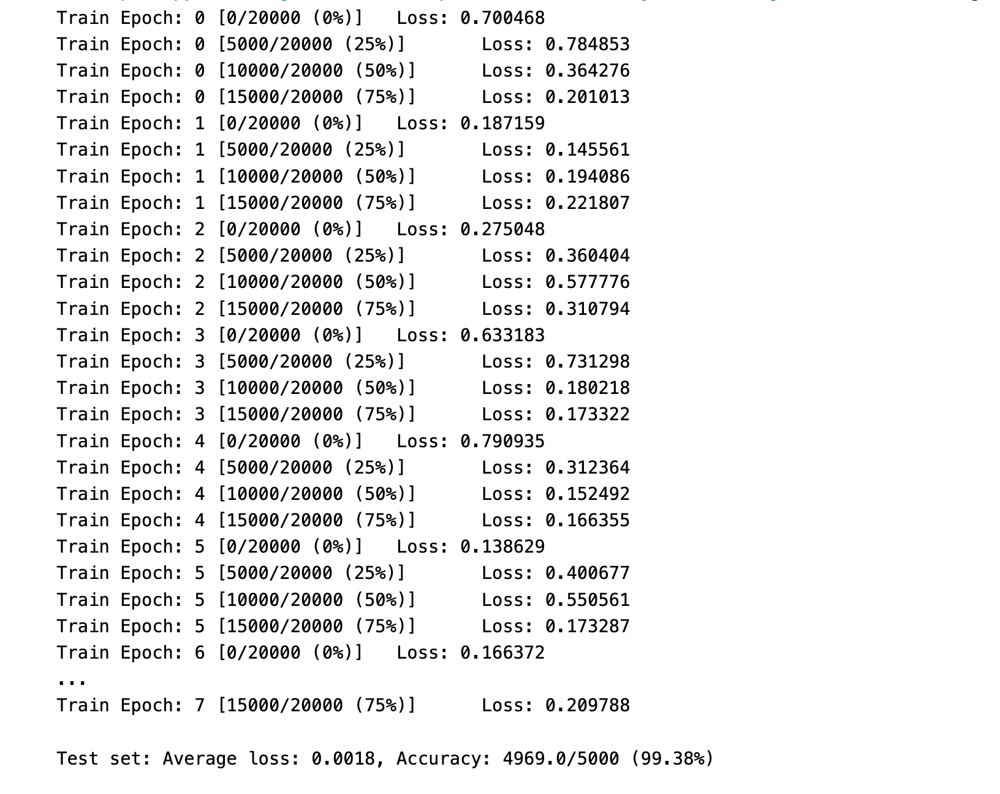 Train Epoch: 0 [0/20000 (0%)]	Loss: 0.700468
Train Epoch: 0 [5000/20000 (25%)]	Loss: 0.784853
Train Epoch: 0 [10000/20000 (50%)]	Loss: 0.364276
Train Epoch: 0 [15000/20000 (75%)]	Loss: 0.201013
Train Epoch: 1 [0/20000 (0%)]	Loss: 0.187159
Train Epoch: 1 [5000/20000 (25%)]	Loss: 0.145561
Train Epoch: 1 [10000/20000 (50%)]	Loss: 0.194086
Train Epoch: 1 [15000/20000 (75%)]	Loss: 0.221807
Train Epoch: 2 [0/20000 (0%)]	Loss: 0.275048
Train Epoch: 2 [5000/20000 (25%)]	Loss: 0.360404
Train Epoch: 2 [10000/20000 (50%)]	Loss: 0.577776
Train Epoch: 2 [15000/20000 (75%)]	Loss: 0.310794
Train Epoch: 3 [0/20000 (0%)]	Loss: 0.633183
Train Epoch: 3 [5000/20000 (25%)]	Loss: 0.731298
Train Epoch: 3 [10000/20000 (50%)]	Loss: 0.180218
Train Epoch: 3 [15000/20000 (75%)]	Loss: 0.173322
Train Epoch: 4 [0/20000 (0%)]	Loss: 0.790935
Train Epoch: 4 [5000/20000 (25%)]	Loss: 0.312364
Train Epoch: 4 [10000/20000 (50%)]	Loss: 0.152492
Train Epoch: 4 [15000/20000 (75%)]	Loss: 0.166355
Train Epoch: 5 [0/20000 (0%)]	Loss: 0.138629
Train Epoch: 5 [5000/20000 (25%)]	Loss: 0.400677
Train Epoch: 5 [10000/20000 (50%)]	Loss: 0.550561
Train Epoch: 5 [15000/20000 (75%)]	Loss: 0.173287
Train Epoch: 6 [0/20000 (0%)]	Loss: 0.166372
...
Train Epoch: 7 [15000/20000 (75%)]	Loss: 0.209788
Test set: Average loss: 0.0018, Accuracy: 4969.0/5000 (99.38%)